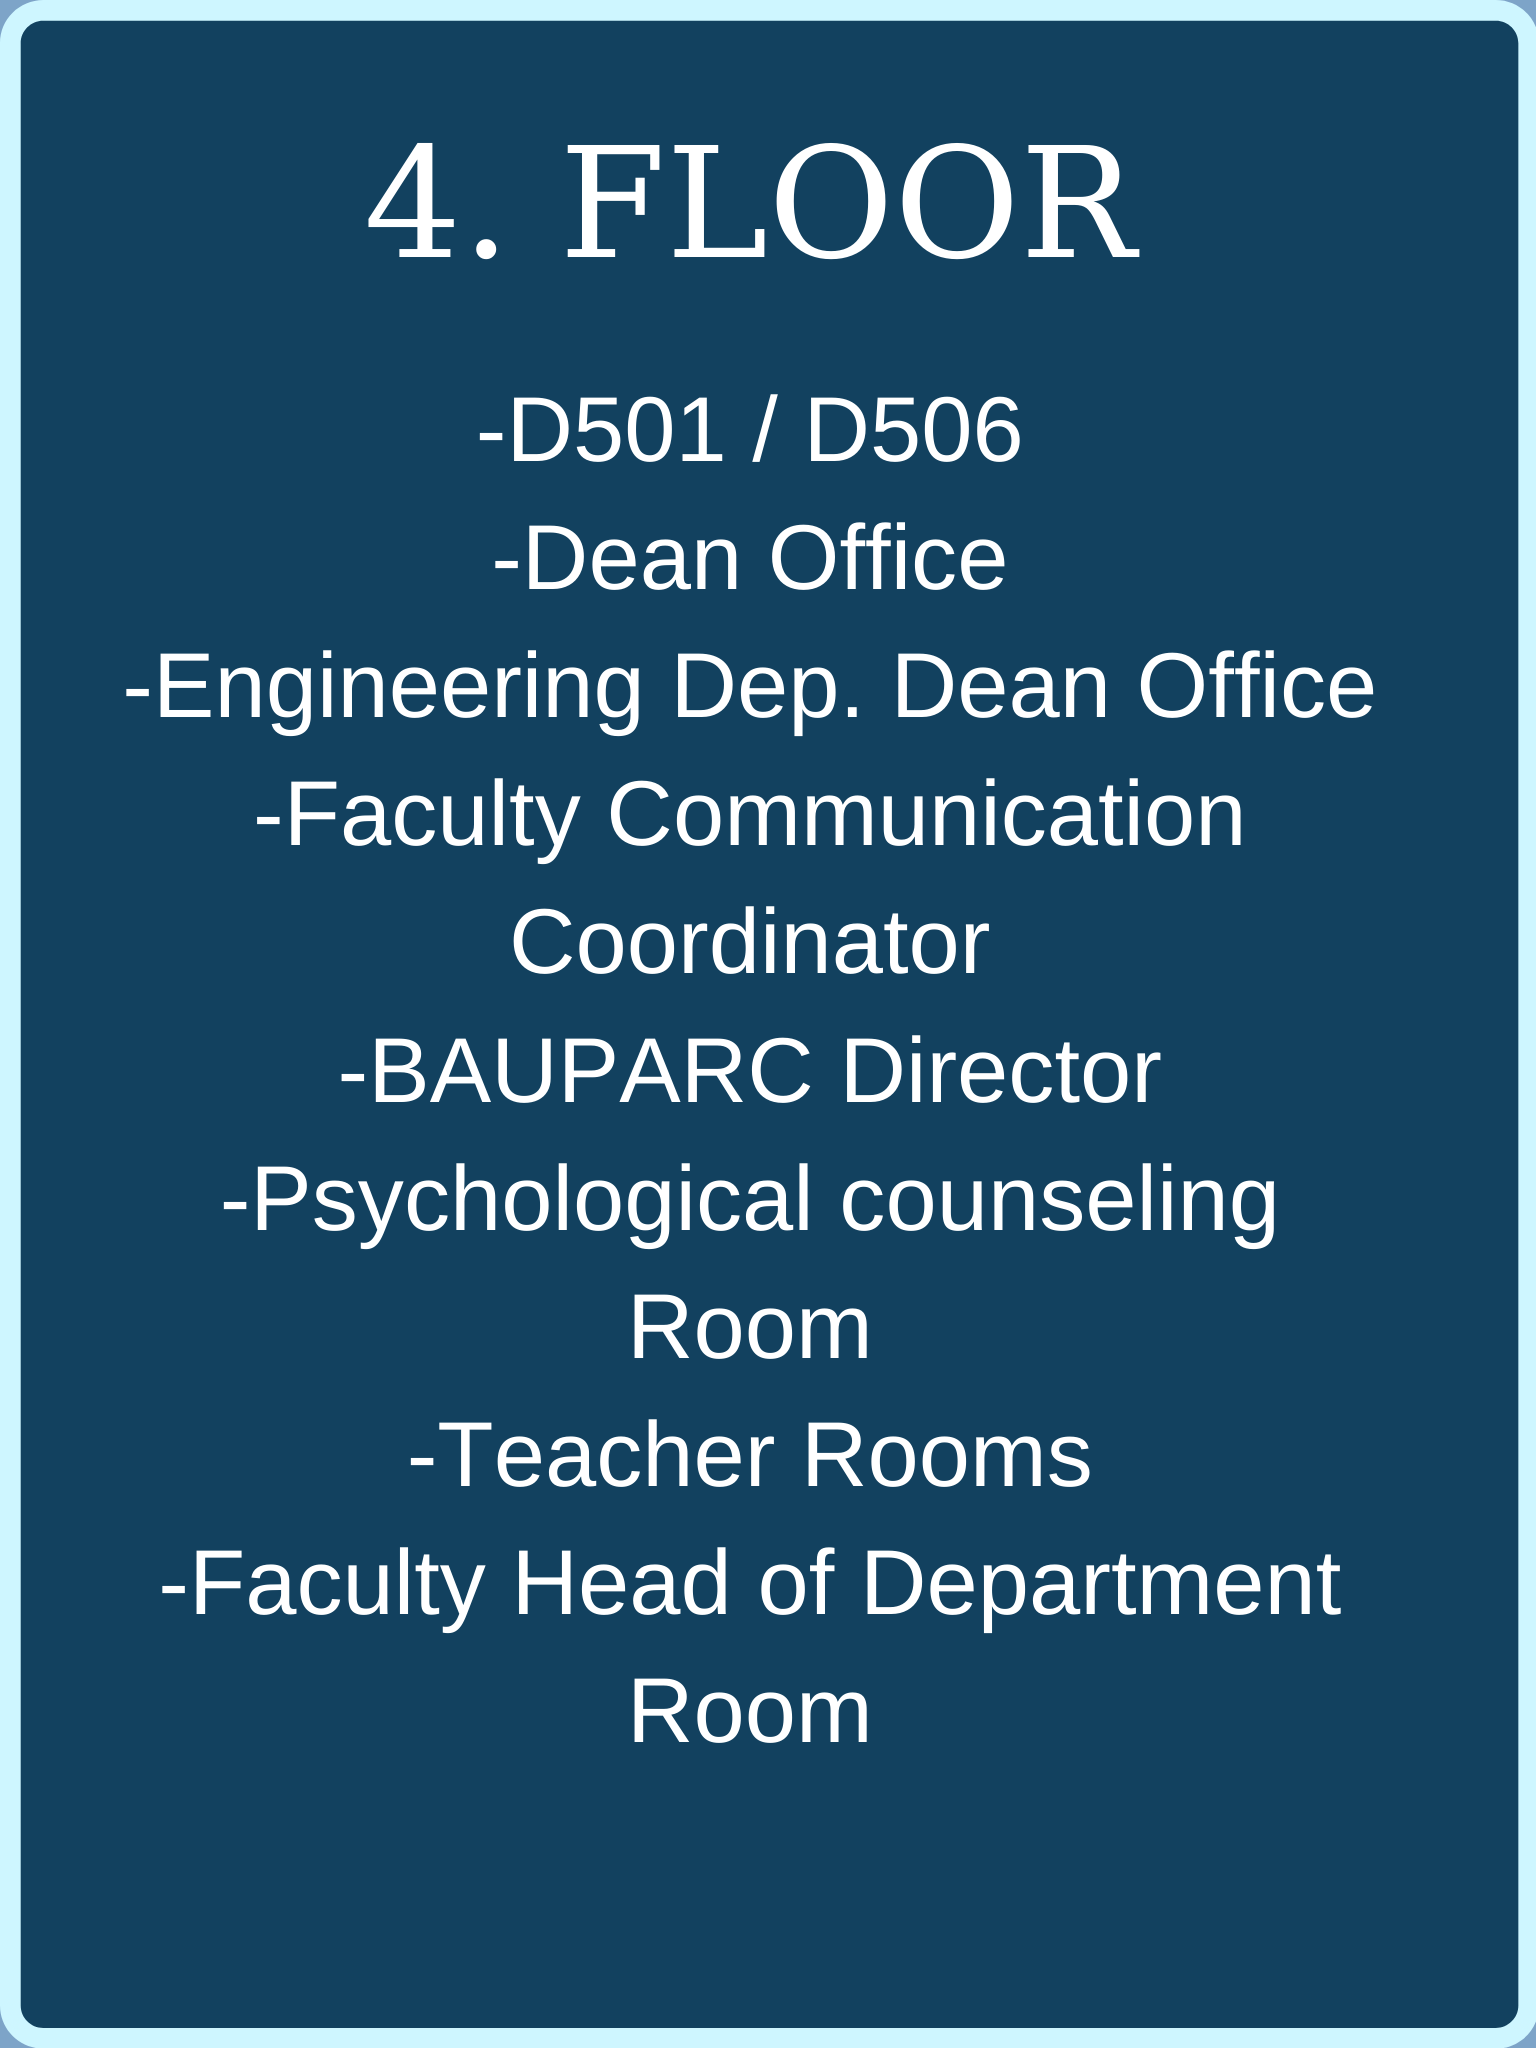 4. FLOOR
-D501 / D506
-Dean Office
-Engineering Dep. Dean Office
-Faculty Communication
Coordinator
-BAUPARC Director
-Psychological counseling
Room
-Teacher Rooms
-Faculty Head of Department
Room